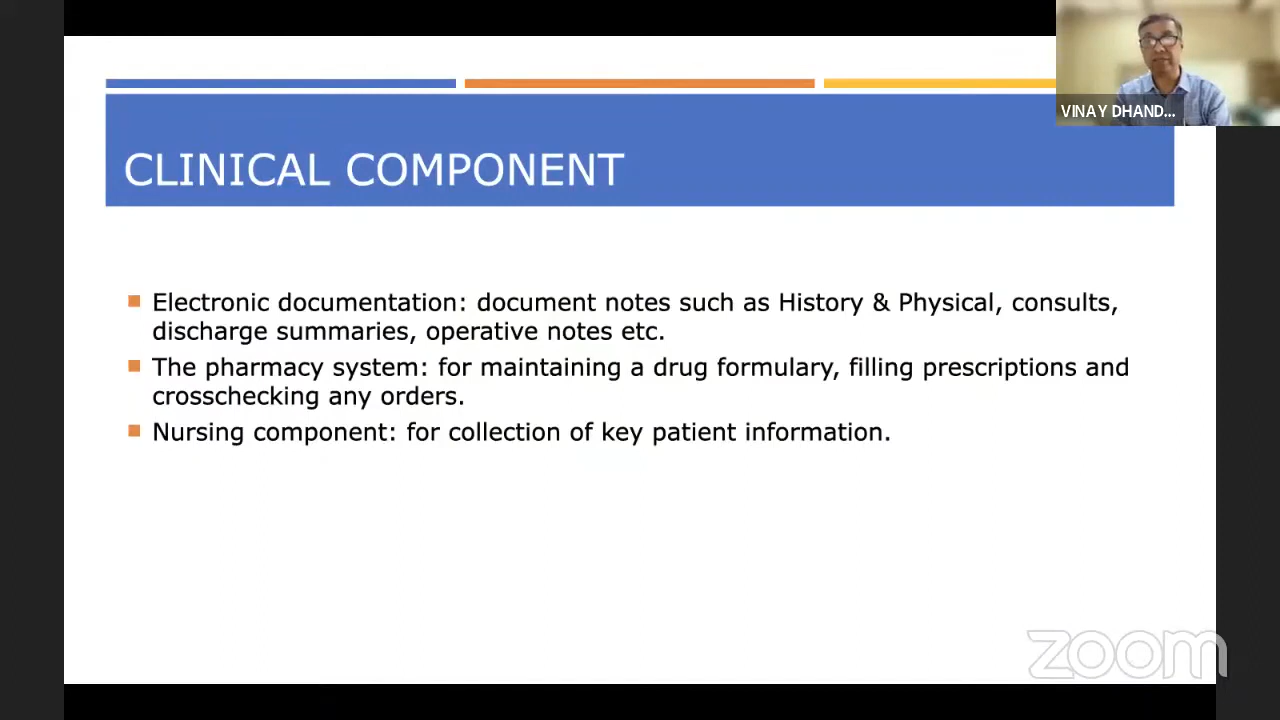 VINAY DHAND...
CLINICAL COMPONENT
Electronic documentation: document notes such as History & Physical, consults,
discharge summaries, operative notes etc.
The pharmacy system: for maintaining a drug formulary, filling prescriptions and
crosschecking any orders.
Nursing component: for collection of key patient information.
zoom